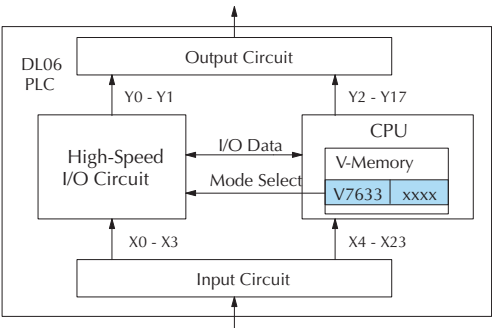 DL06
PLC
Output Circuit
Y0 - Y1
Y2 - Y17
High-Speed
I/O Circuit
I/O Data
Mode Select
CPU
V-Memory
V7633 xxxx
X0 - X3
X4 - X23
Input Circuit